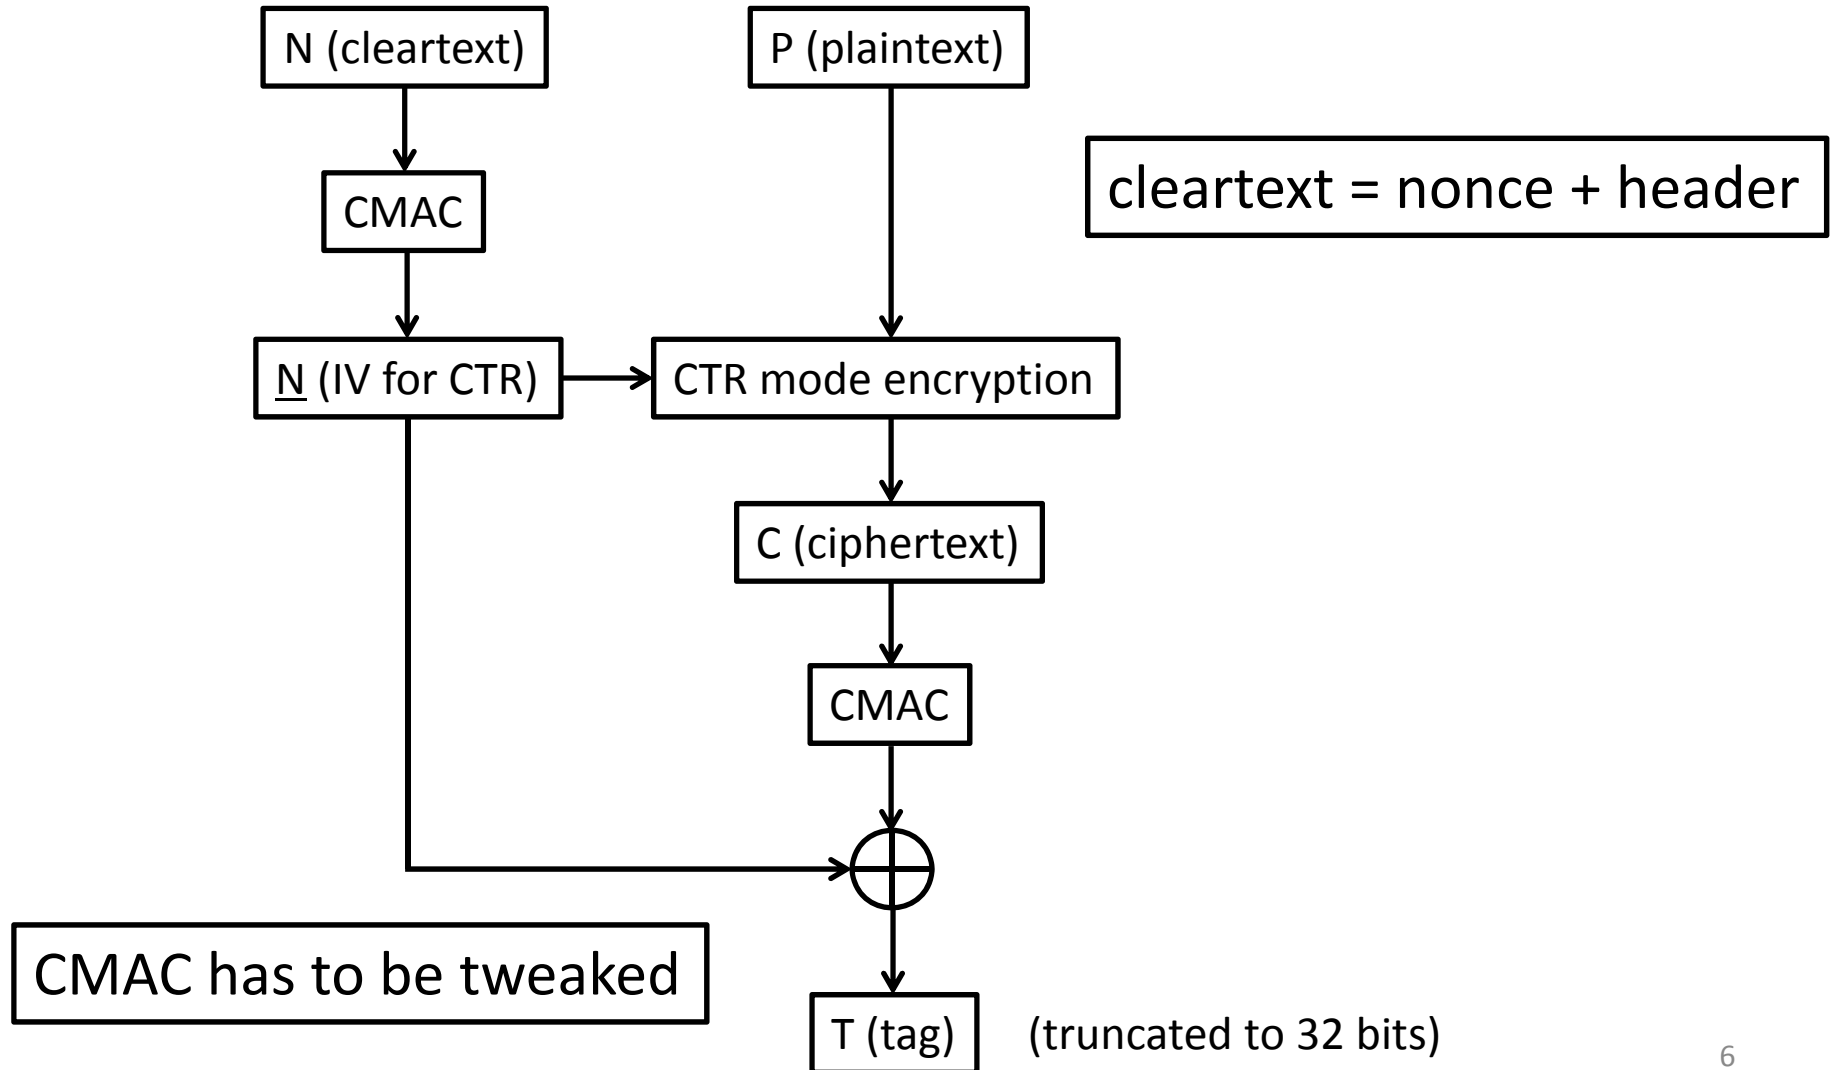 N (cleartext)
P (plaintext)
cleartext = nonce + header
CMAC
N (IV for CTR)
CTR mode encryption
C (ciphertext)
CMAC
CMAC has to be tweaked
T (tag)
(truncated to 32 bits)
6